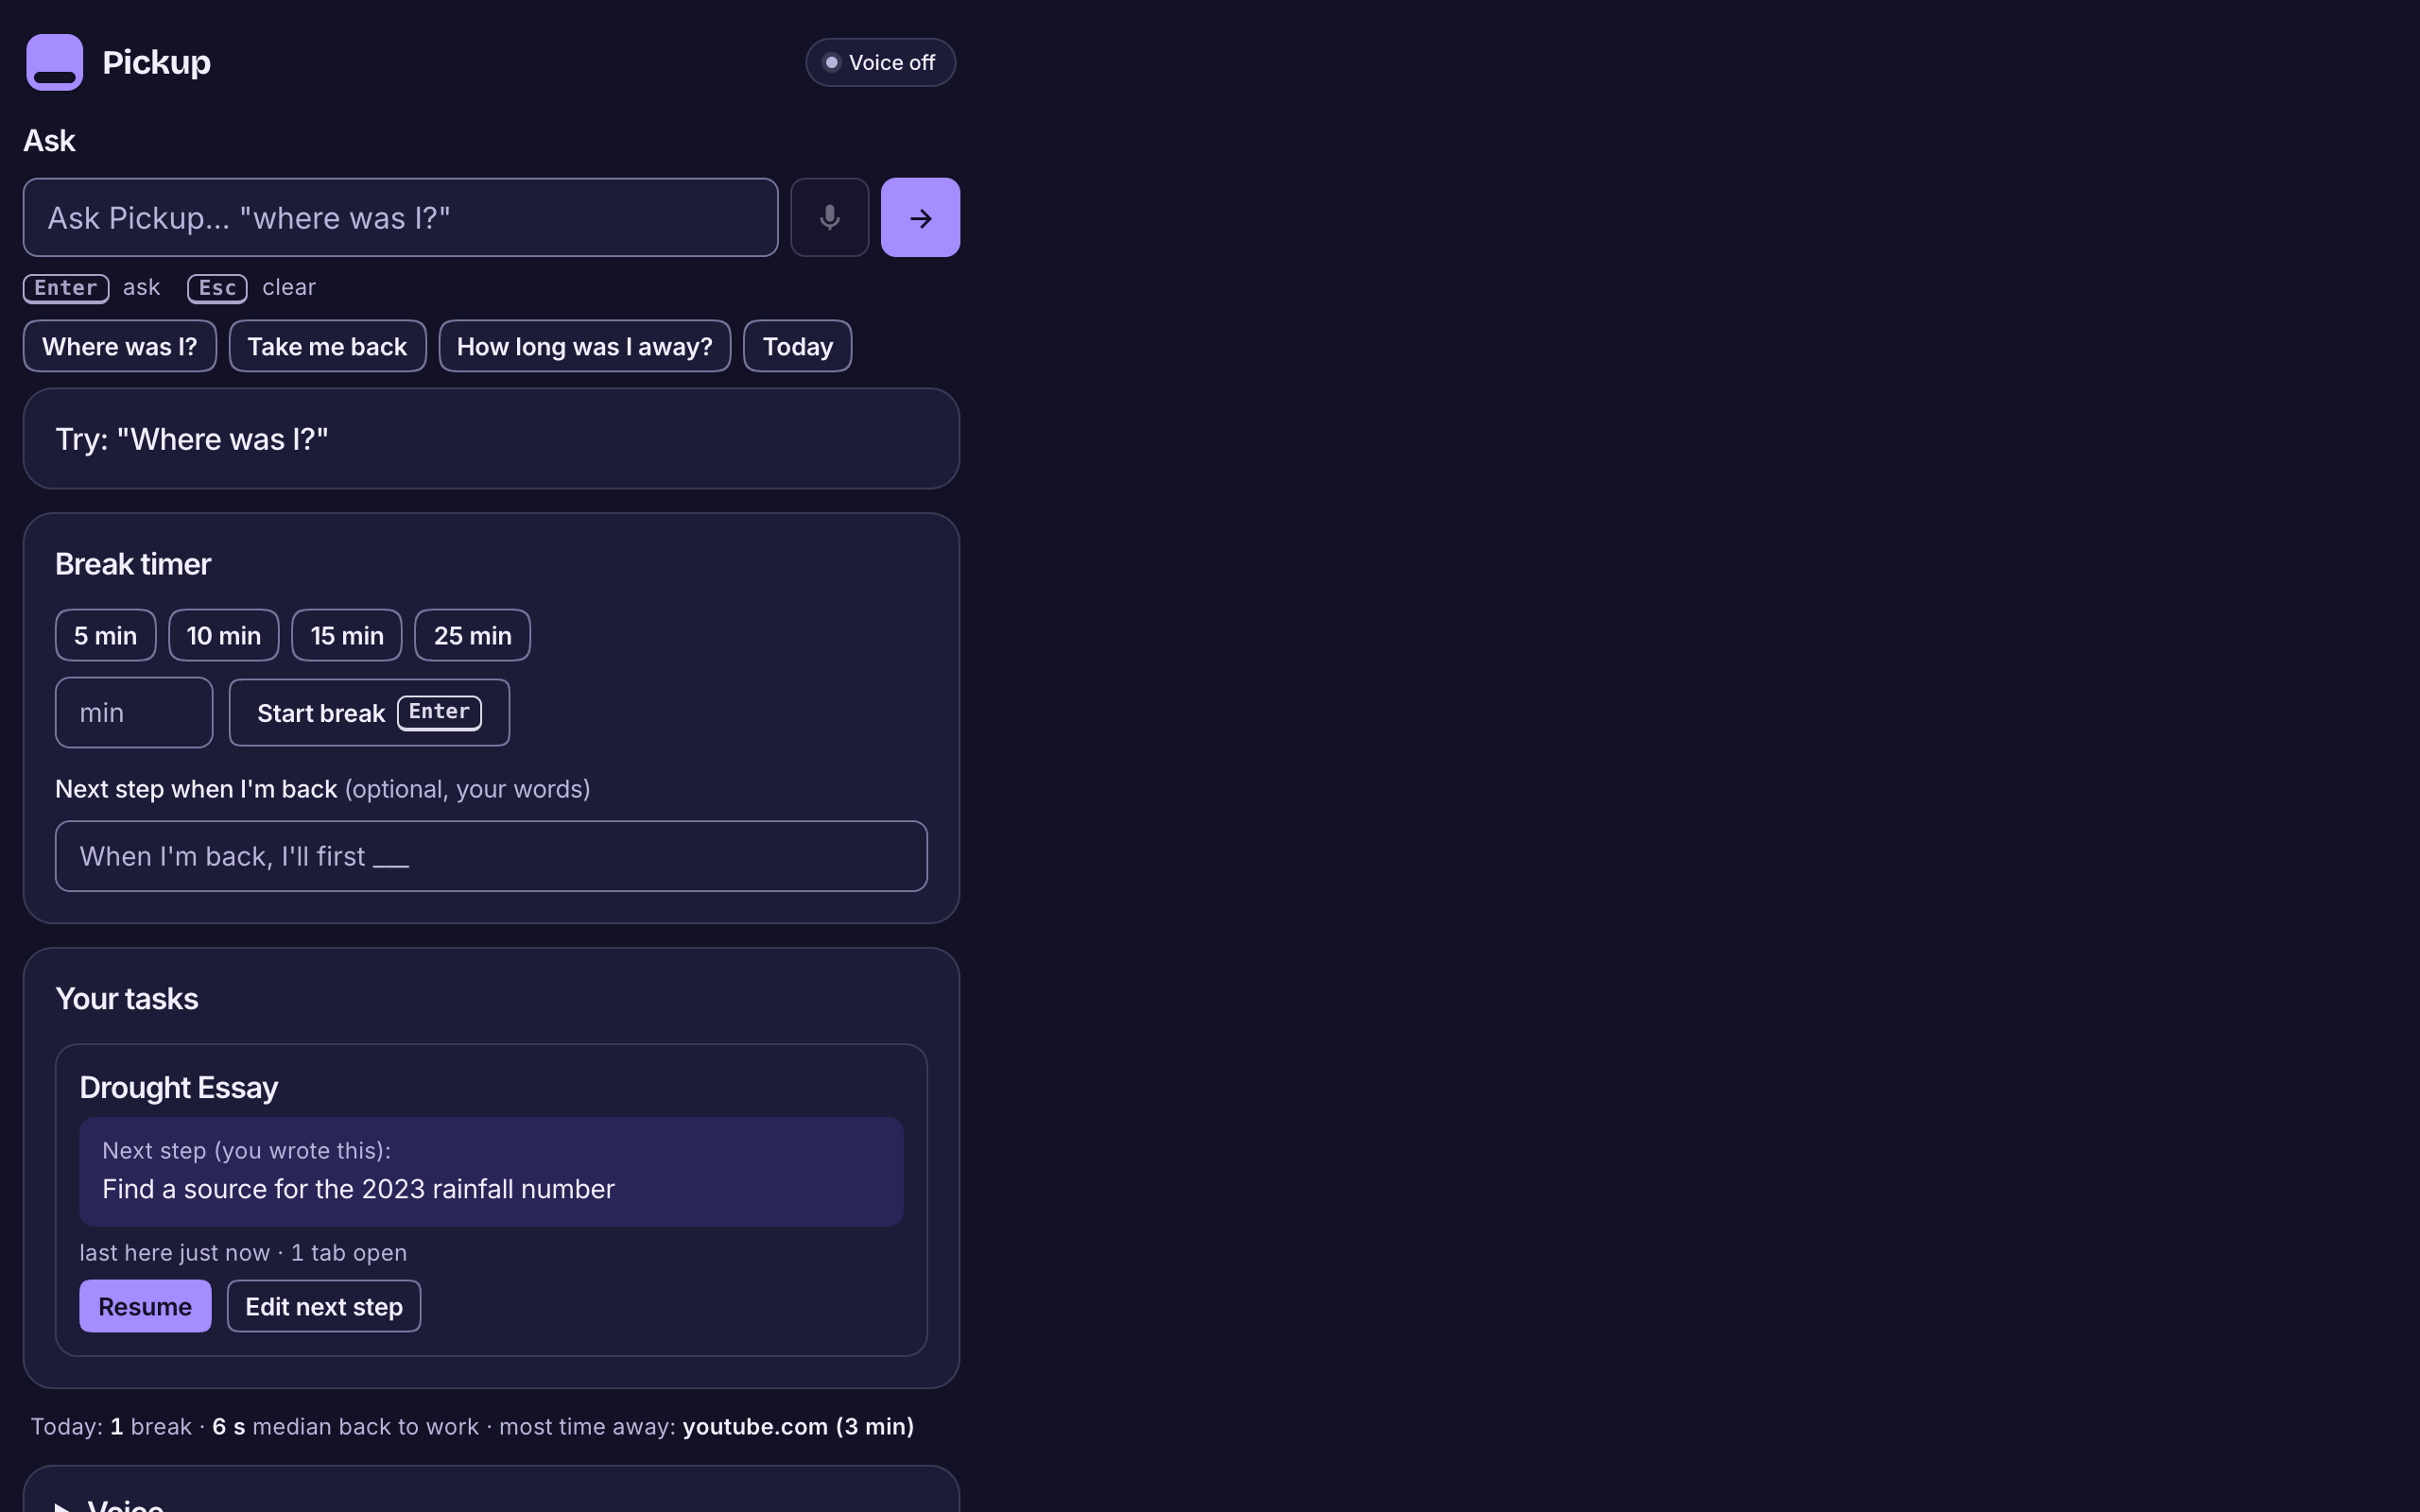 Pickup
Voice off
Ask
Ask Pickup... "where was I?"
Enter ask Esc clear
Where was I? Take me back How long was I away? Today
Try: "Where was I?"
Break timer
5 min 10 min 15 min 25 min
min Start break Enter
Next step when I'm back (optional, your words)
When I'm back, I'll first ___
Your tasks
Drought Essay
Next step (you wrote this):
Find a source for the 2023 rainfall number
last here just now · 1 tab open
Resume Edit next step
Today: 1 break · 6 s median back to work · most time away: youtube.com (3 min)
Voice